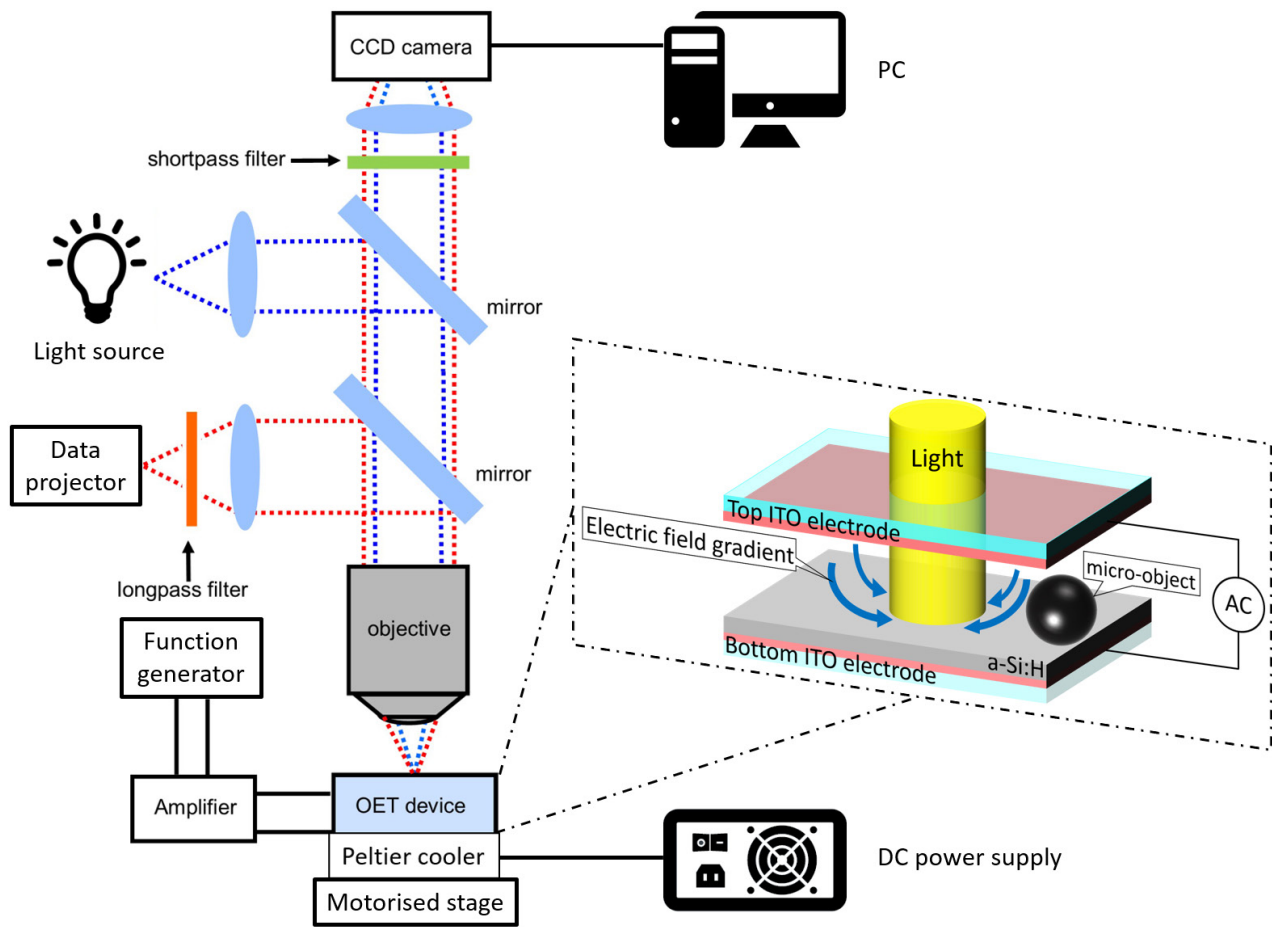 CCD camera
PC
shortpass filter
mirror
Light source
Data
projector
mirror
longpass filter
objective
Function
generator
Amplifier
OET device
Peltier cooler
Motorised stage
DC power supply
Light
Top ITO electrode
Electric field gradient
micro-object
AC
a-Si:H
Bottom ITO electrode